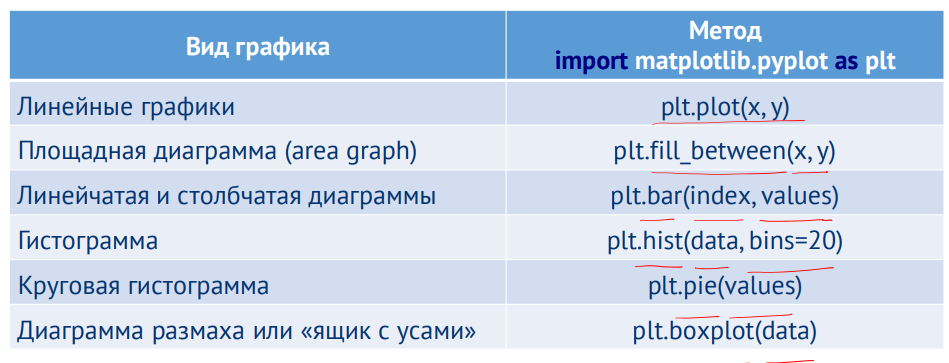 Вид графика
Метод
import matplotlib.pyplot as plt
Линейные графики
plt.plot(x, y)
Площадная диаграмма (area graph)
plt.fill_between(x, y)
Линейчатая и столбчатая диаграммы
plt.bar(index, values)
Гистограмма
plt.hist(data, bins=20)
Круговая гистограмма
plt.pie(values)
Диаграмма размаха или «ящик с усами»
plt.boxplot(data)